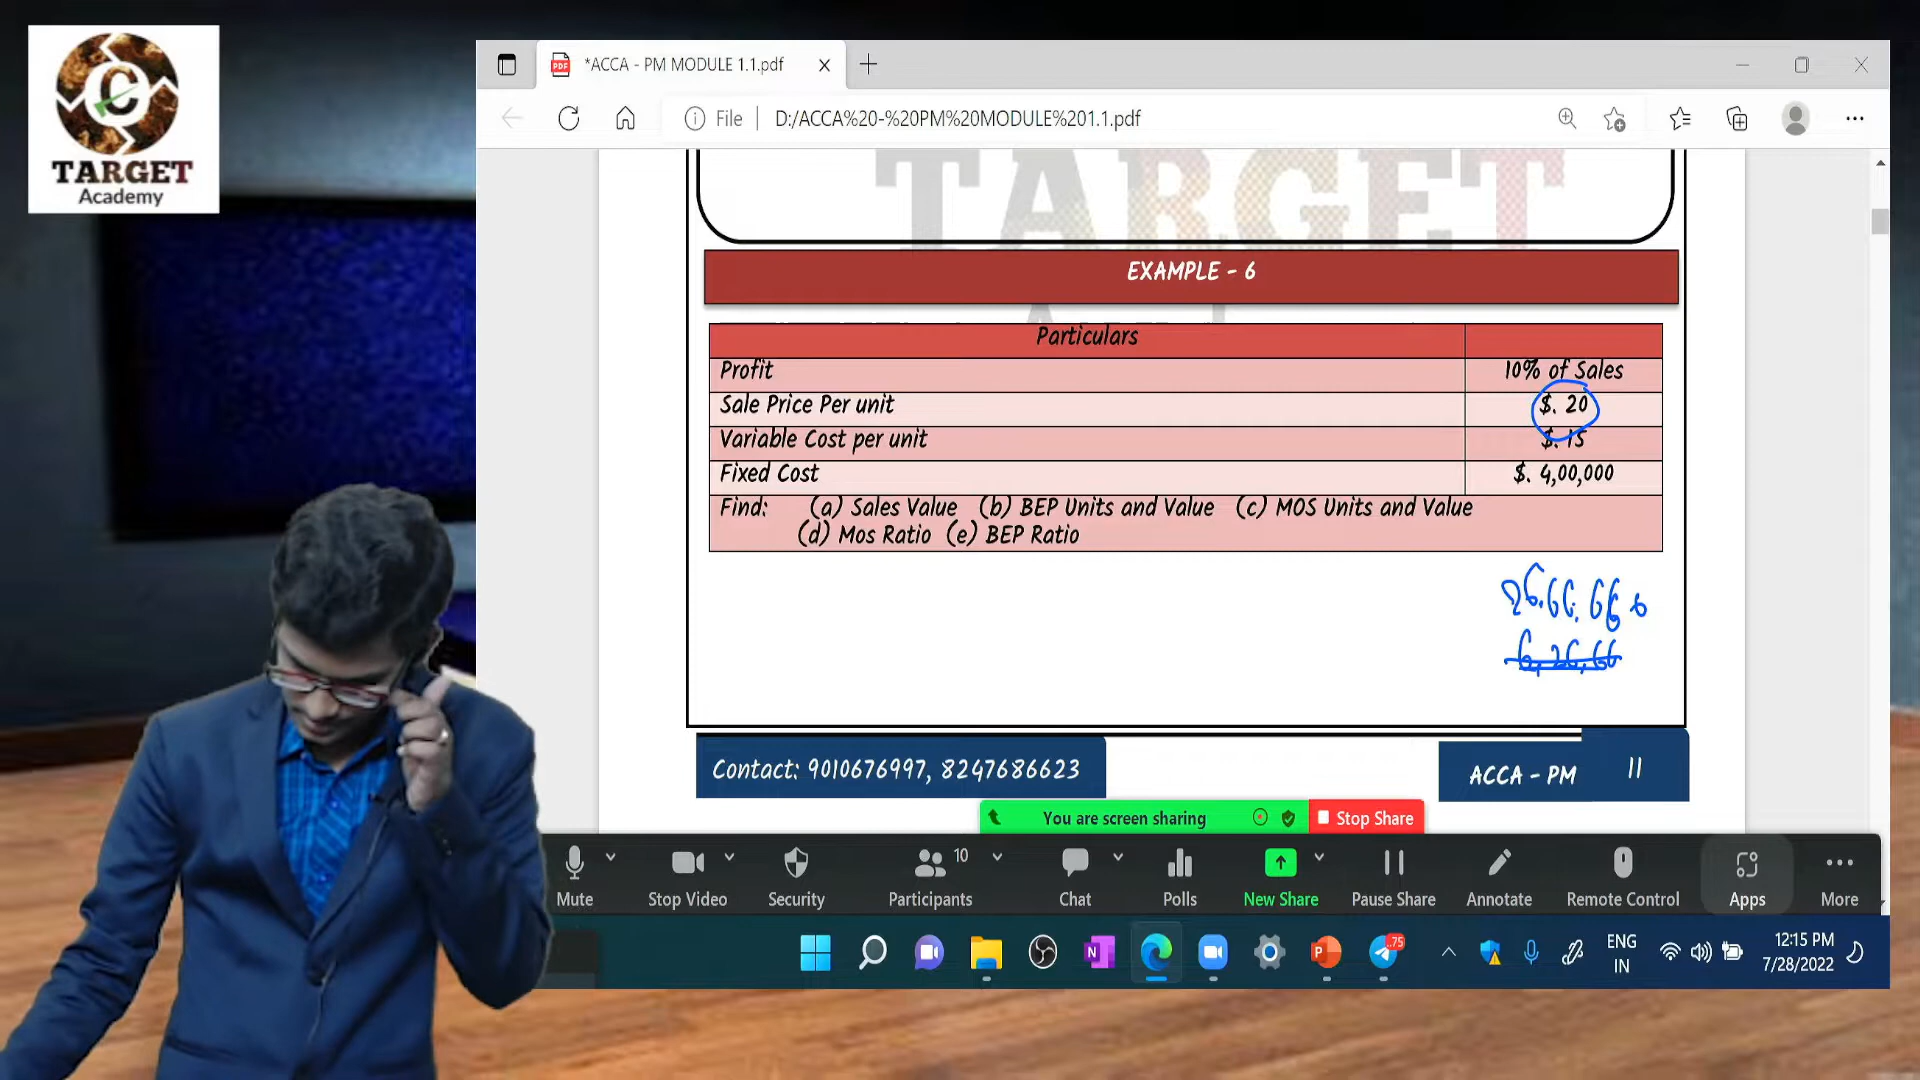 C
TARGET
Academy
*ACCA - PM MODULE 1.1.pdf
File
D:/ACCA%20-%20PM%20MODULE%201.1.pdf
TARGET
EXAMPLE - 6
Particulars
Profit 10% of Sales
Sale Price Per unit $. 20
Variable Cost per unit $. 15
Fixed Cost $. 4,00,000
Find: (a) Sales Value (b) BEP Units and Value (c) MOS Units and Value
(d) Mos Ratio (e) BEP Ratio
Contact: 9010676997, 8247686623
ACCA - PM 11
You are screen sharing Stop Share
10
Mute Stop Video Security Participants Chat Polls New Share Pause Share Annotate Remote Control Apps More
ENG
IN
12:15 PM
7/28/2022